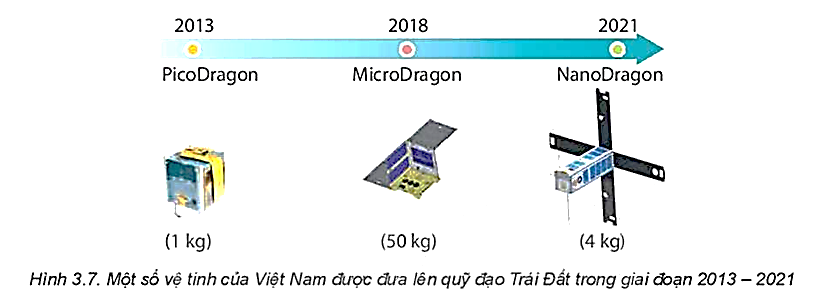 2013 2018 2021
PicoDragon MicroDragon NanoDragon
(1 kg) (50 kg) (4 kg)
Hình 3.7. Một số vệ tinh của Việt Nam được đưa lên quỹ đạo Trái Đất trong giai đoạn 2013 – 2021